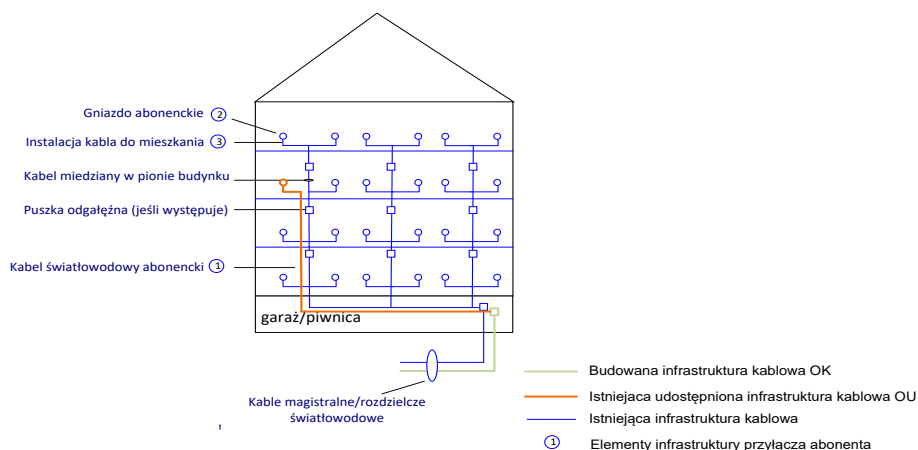 Gniazdo abonenckie 2
Instalacja kabla do mieszkania 3
Kabel miedziany w pionie budynku
Puszka odgałęźna (jeśli występuje)
Kabel światłowodowy abonencki 1
garaż/piwnica
Kable magistralne/rozdzielcze
światłowodowe
Budowana infrastruktura kablowa OK
Istniejaca udostępniona infrastruktura kablowa OU
Istniejąca infrastruktura kablowa
1 Elementy infrastruktury przyłącza abonenta